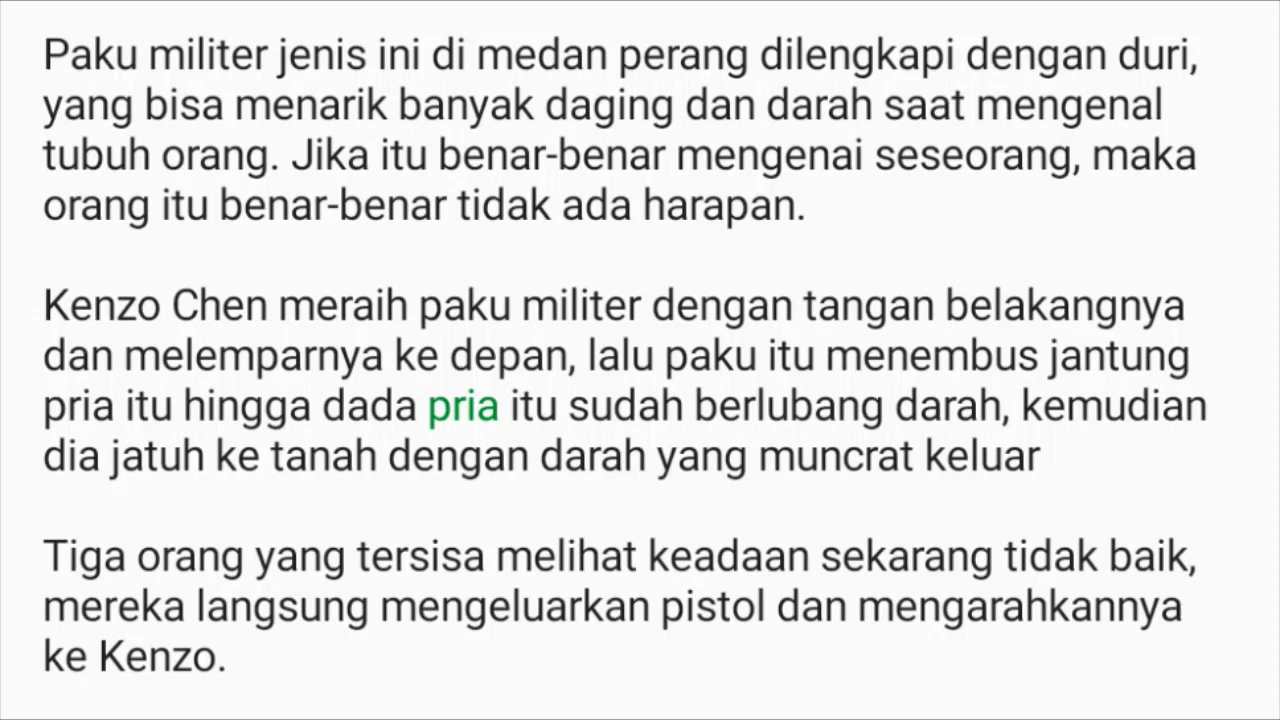 Paku militer jenis ini di medan perang dilengkapi dengan duri,
yang bisa menarik banyak daging dan darah saat mengenal
tubuh orang. Jika itu benar-benar mengenai seseorang, maka
orang itu benar-benar tidak ada harapan.
Kenzo Chen meraih paku militer dengan tangan belakangnya
dan melemparnya ke depan, lalu paku itu menembus jantung
pria itu hingga dada pria itu sudah berlubang darah, kemudian
dia jatuh ke tanah dengan darah yang muncrat keluar
Tiga orang yang tersisa melihat keadaan sekarang tidak baik,
mereka langsung mengeluarkan pistol dan mengarahkannya
ke Kenzo.